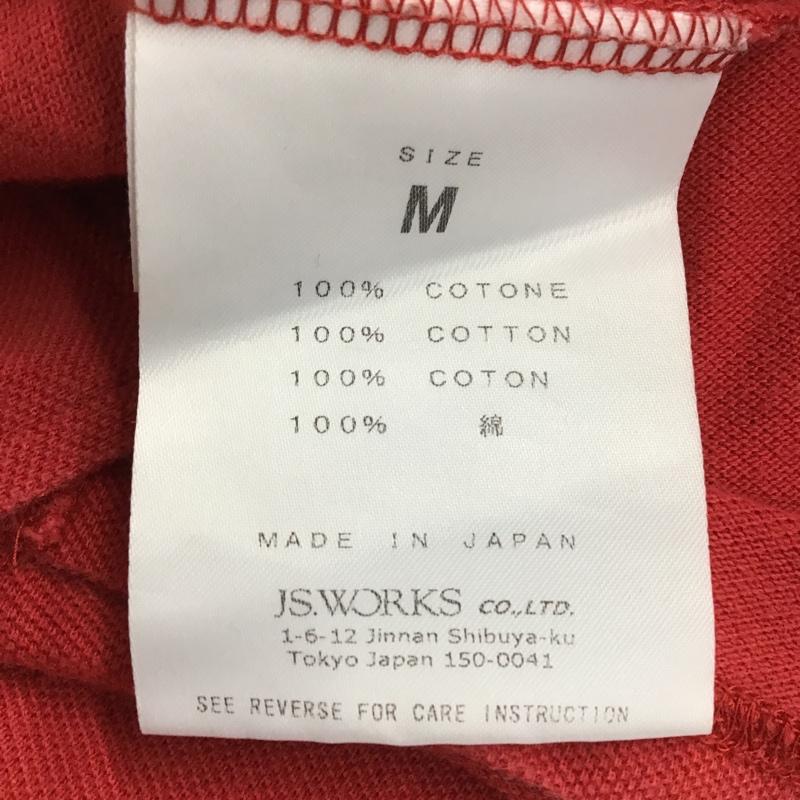 SIZE
M
100% COTONE
100% COTTON
100% COTON
100% 綿
MADE IN JAPAN
JS.WORKS CO.,LTD.
1-6-12 Jinnan Shibuya-ku
Tokyo Japan 150-0041
SEE REVERSE FOR CARE INSTRUCTION